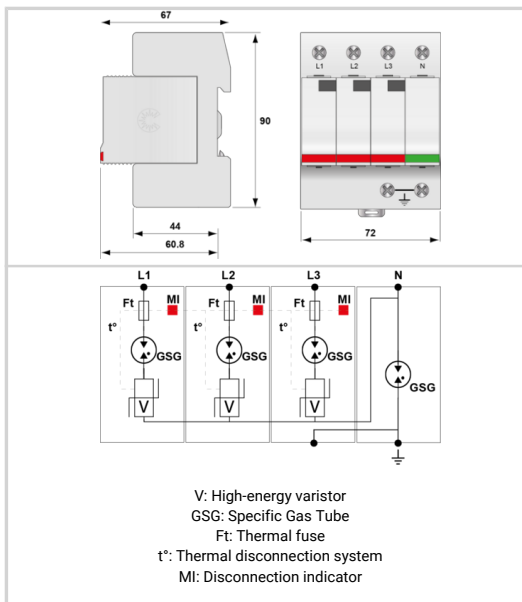 67
L1 L2 L3 N
90
44
60.8
72
L1 L2 L3 N
Ft MI Ft MI Ft MI
t° t° t°
GSG GSG GSG
GSG
V V V
V: High-energy varistor
GSG: Specific Gas Tube
Ft: Thermal fuse
t°: Thermal disconnection system
MI: Disconnection indicator